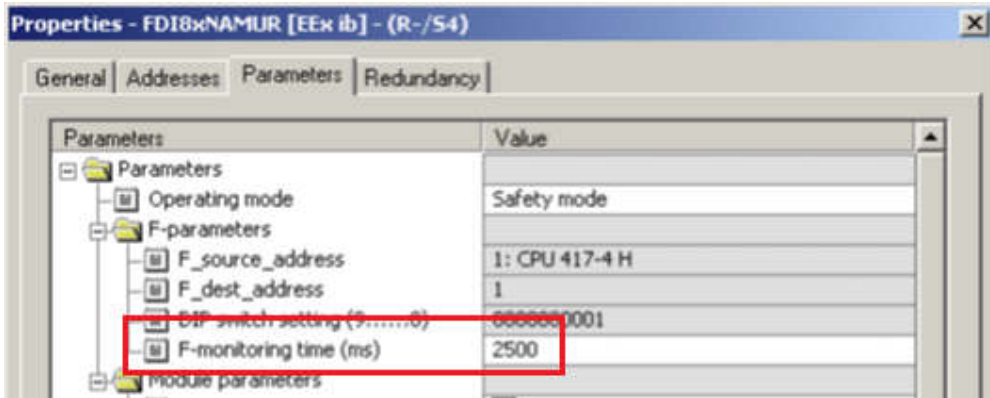 Properties - FDI8xNAMUR [EEx ib] - (R-/S4)
General Addresses Parameters Redundancy
Parameters Value
Parameters
Operating mode Safety mode
F-parameters
F_source_address 1: CPU 417-4 H
F_dest_address 1
DIP switch setting (9......0) 0000000001
F-monitoring time (ms) 2500
Module parameters